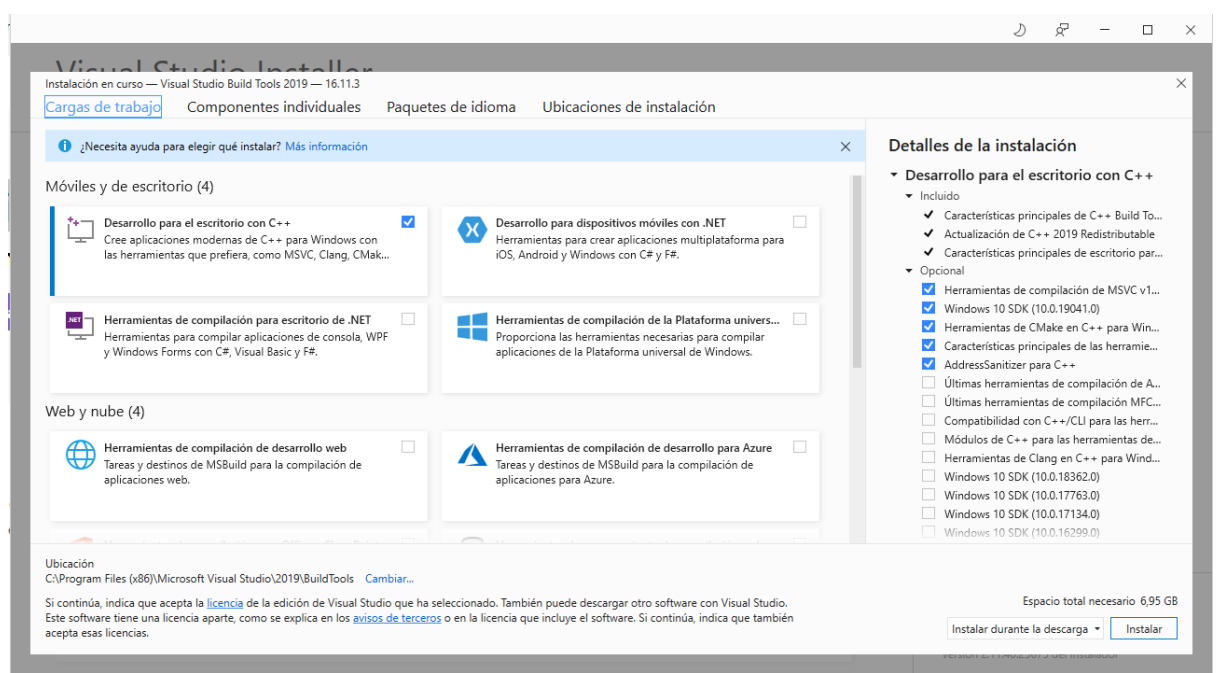 Visual Studio Installer
Instalación en curso — Visual Studio Build Tools 2019 — 16.11.3
Cargas de trabajo
Componentes individuales
Paquetes de idioma
Ubicaciones de instalación
¿Necesita ayuda para elegir qué instalar? Más información
Móviles y de escritorio (4)
Desarrollo para el escritorio con C++
Cree aplicaciones modernas de C++ para Windows con
las herramientas que prefiera, como MSVC, Clang, CMak...
Desarrollo para dispositivos móviles con .NET
Herramientas para crear aplicaciones multiplataforma para
iOS, Android y Windows con C# y F#.
.NET
Herramientas de compilación para escritorio de .NET
Herramientas para compilar aplicaciones de consola, WPF
y Windows Forms con C#, Visual Basic y F#.
Herramientas de compilación de la Plataforma univers...
Proporciona las herramientas necesarias para compilar
aplicaciones de la Plataforma universal de Windows.
Web y nube (4)
Herramientas de compilación de desarrollo web
Tareas y destinos de MSBuild para la compilación de
aplicaciones web.
Herramientas de compilación de desarrollo para Azure
Tareas y destinos de MSBuild para la compilación de
aplicaciones para Azure.
Detalles de la instalación
Desarrollo para el escritorio con C++
Incluido
Características principales de C++ Build To...
Actualización de C++ 2019 Redistributable
Características principales de escritorio par...
Opcional
Herramientas de compilación de MSVC v1...
Windows 10 SDK (10.0.19041.0)
Herramientas de CMake en C++ para Win...
Características principales de las herramie...
AddressSanitizer para C++
Últimas herramientas de compilación de A...
Últimas herramientas de compilación MFC...
Compatibilidad con C++/CLI para las herr...
Módulos de C++ para las herramientas de...
Herramientas de Clang en C++ para Wind...
Windows 10 SDK (10.0.18362.0)
Windows 10 SDK (10.0.17763.0)
Windows 10 SDK (10.0.17134.0)
Windows 10 SDK (10.0.16299.0)
Ubicación
C:\Program Files (x86)\Microsoft Visual Studio\2019\BuildTools Cambiar...
Si continúa, indica que acepta la licencia de la edición de Visual Studio que ha seleccionado. También puede descargar otro software con Visual Studio.
Este software tiene una licencia aparte, como se explica en los avisos de terceros o en la licencia que incluye el software. Si continúa, indica que también
acepta esas licencias.
Espacio total necesario 6,95 GB
Instalar durante la descarga
Instalar
del instalador